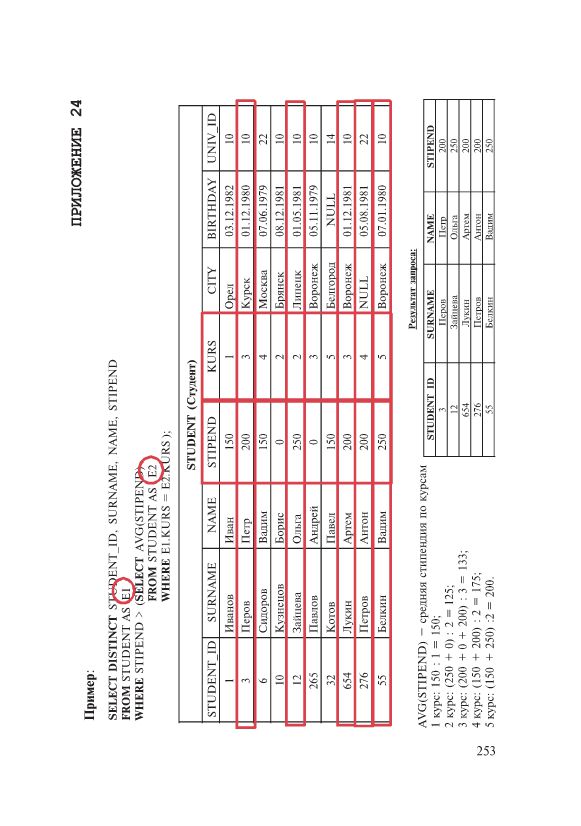 ПРИЛОЖЕНИЕ 24
Пример:
SELECT DISTINCT STUDENT_ID, SURNAME, NAME, STIPEND
FROM STUDENT AS E1
WHERE STIPEND > (SELECT AVG(STIPEND)
FROM STUDENT AS E2
WHERE E1.KURS = E2.KURS);
STUDENT (Студент)
STUDENT_ID SURNAME NAME STIPEND KURS CITY BIRTHDAY UNIV_ID
1 Иванов Иван 150 1 Орел 03.12.1982 10
3 Перов Петр 200 3 Курск 01.12.1980 10
6 Сидоров Вадим 150 4 Москва 07.06.1979 22
10 Кузнецов Борис 0 2 Брянск 08.12.1981 10
12 Зайцева Ольга 250 2 Липецк 01.05.1981 10
265 Павлов Андрей 0 3 Воронеж 05.11.1979 10
32 Котов Павел 150 5 Белгород NULL 14
654 Лукин Артем 200 3 Воронеж 01.12.1981 10
276 Петров Антон 200 4 NULL 05.08.1981 22
55 Белкин Вадим 250 5 Воронеж 07.01.1980 10
AVG(STIPEND) − средняя стипендия по курсам
1 курс: 150 : 1 = 150;
2 курс: (250 + 0) : 2 = 125;
3 курс: (200 + 0 + 200) : 3 = 133;
4 курс: (150 + 200) : 2 = 175;
5 курс: (150 + 250) :2 = 200.
Результат запроса:
STUDENT_ID SURNAME NAME STIPEND
3 Перов Петр 200
12 Зайцева Ольга 250
654 Лукин Артем 200
276 Петров Антон 200
55 Белкин Вадим 250
253